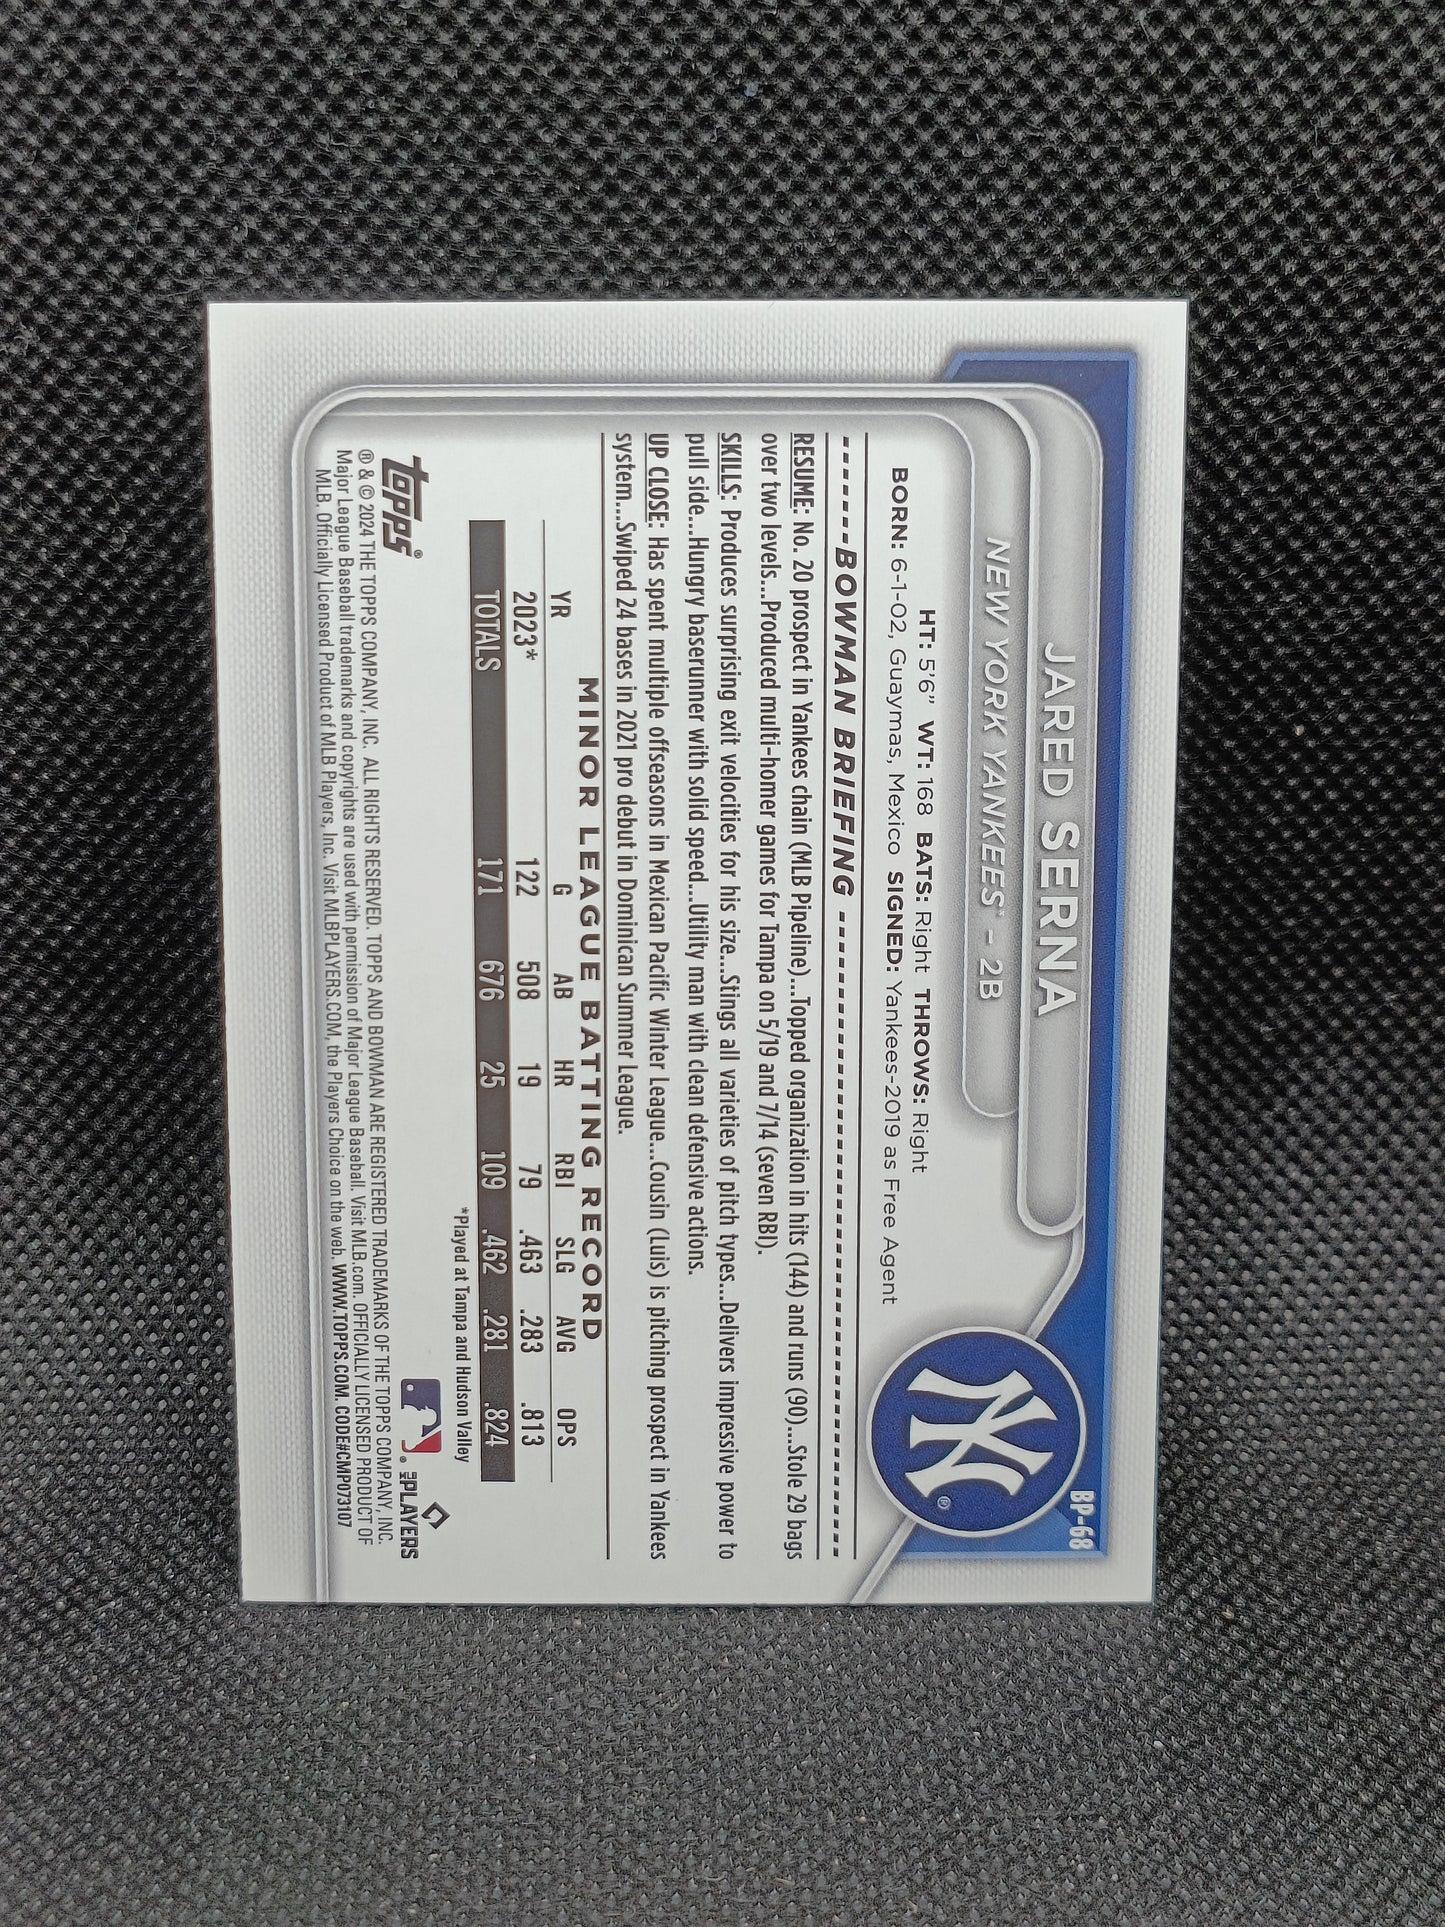 BP-68
JARED SERNA
NEW YORK YANKEES® - 2B
HT: 5'6" WT: 168 BATS: Right THROWS: Right
BORN: 6-1-02, Guaymas, Mexico SIGNED: Yankees-2019 as Free Agent
-------BOWMAN BRIEFING -------
RESUME: No. 20 prospect in Yankees chain (MLB Pipeline)...Topped organization in hits (144) and runs (90)...Stole 29 bags
over two levels...Produced multi-homer games for Tampa on 5/19 and 7/14 (seven RBI).
SKILLS: Produces surprising exit velocities for his size...Stings all varieties of pitch types...Delivers impressive power to
pull side...Hungry baserunner with solid speed...Utility man with clean defensive actions.
UP CLOSE: Has spent multiple offseasons in Mexican Pacific Winter League...Cousin (Luis) is pitching prospect in Yankees
system...Swiped 24 bases in 2021 pro debut in Dominican Summer League.
MINOR LEAGUE BATTING RECORD
YR G AB HR RBI SLG AVG OPS
2023* 122 508 19 79 .463 .283 .813
TOTALS 171 676 25 109 .462 .281 .824
*Played at Tampa and Hudson Valley
topps®
MLB PLAYERS
® & © 2024 THE TOPPS COMPANY, INC. ALL RIGHTS RESERVED. TOPPS AND BOWMAN ARE REGISTERED TRADEMARKS OF THE TOPPS COMPANY, INC.
Major League Baseball trademarks and copyrights are used with permission of Major League Baseball. Visit MLB.com. OFFICIALLY LICENSED PRODUCT OF
MLB. Officially Licensed Product of MLB Players, Inc. Visit MLBPLAYERS.COM, the Players Choice on the web. WWW.TOPPS.COM. CODE#CMP073107